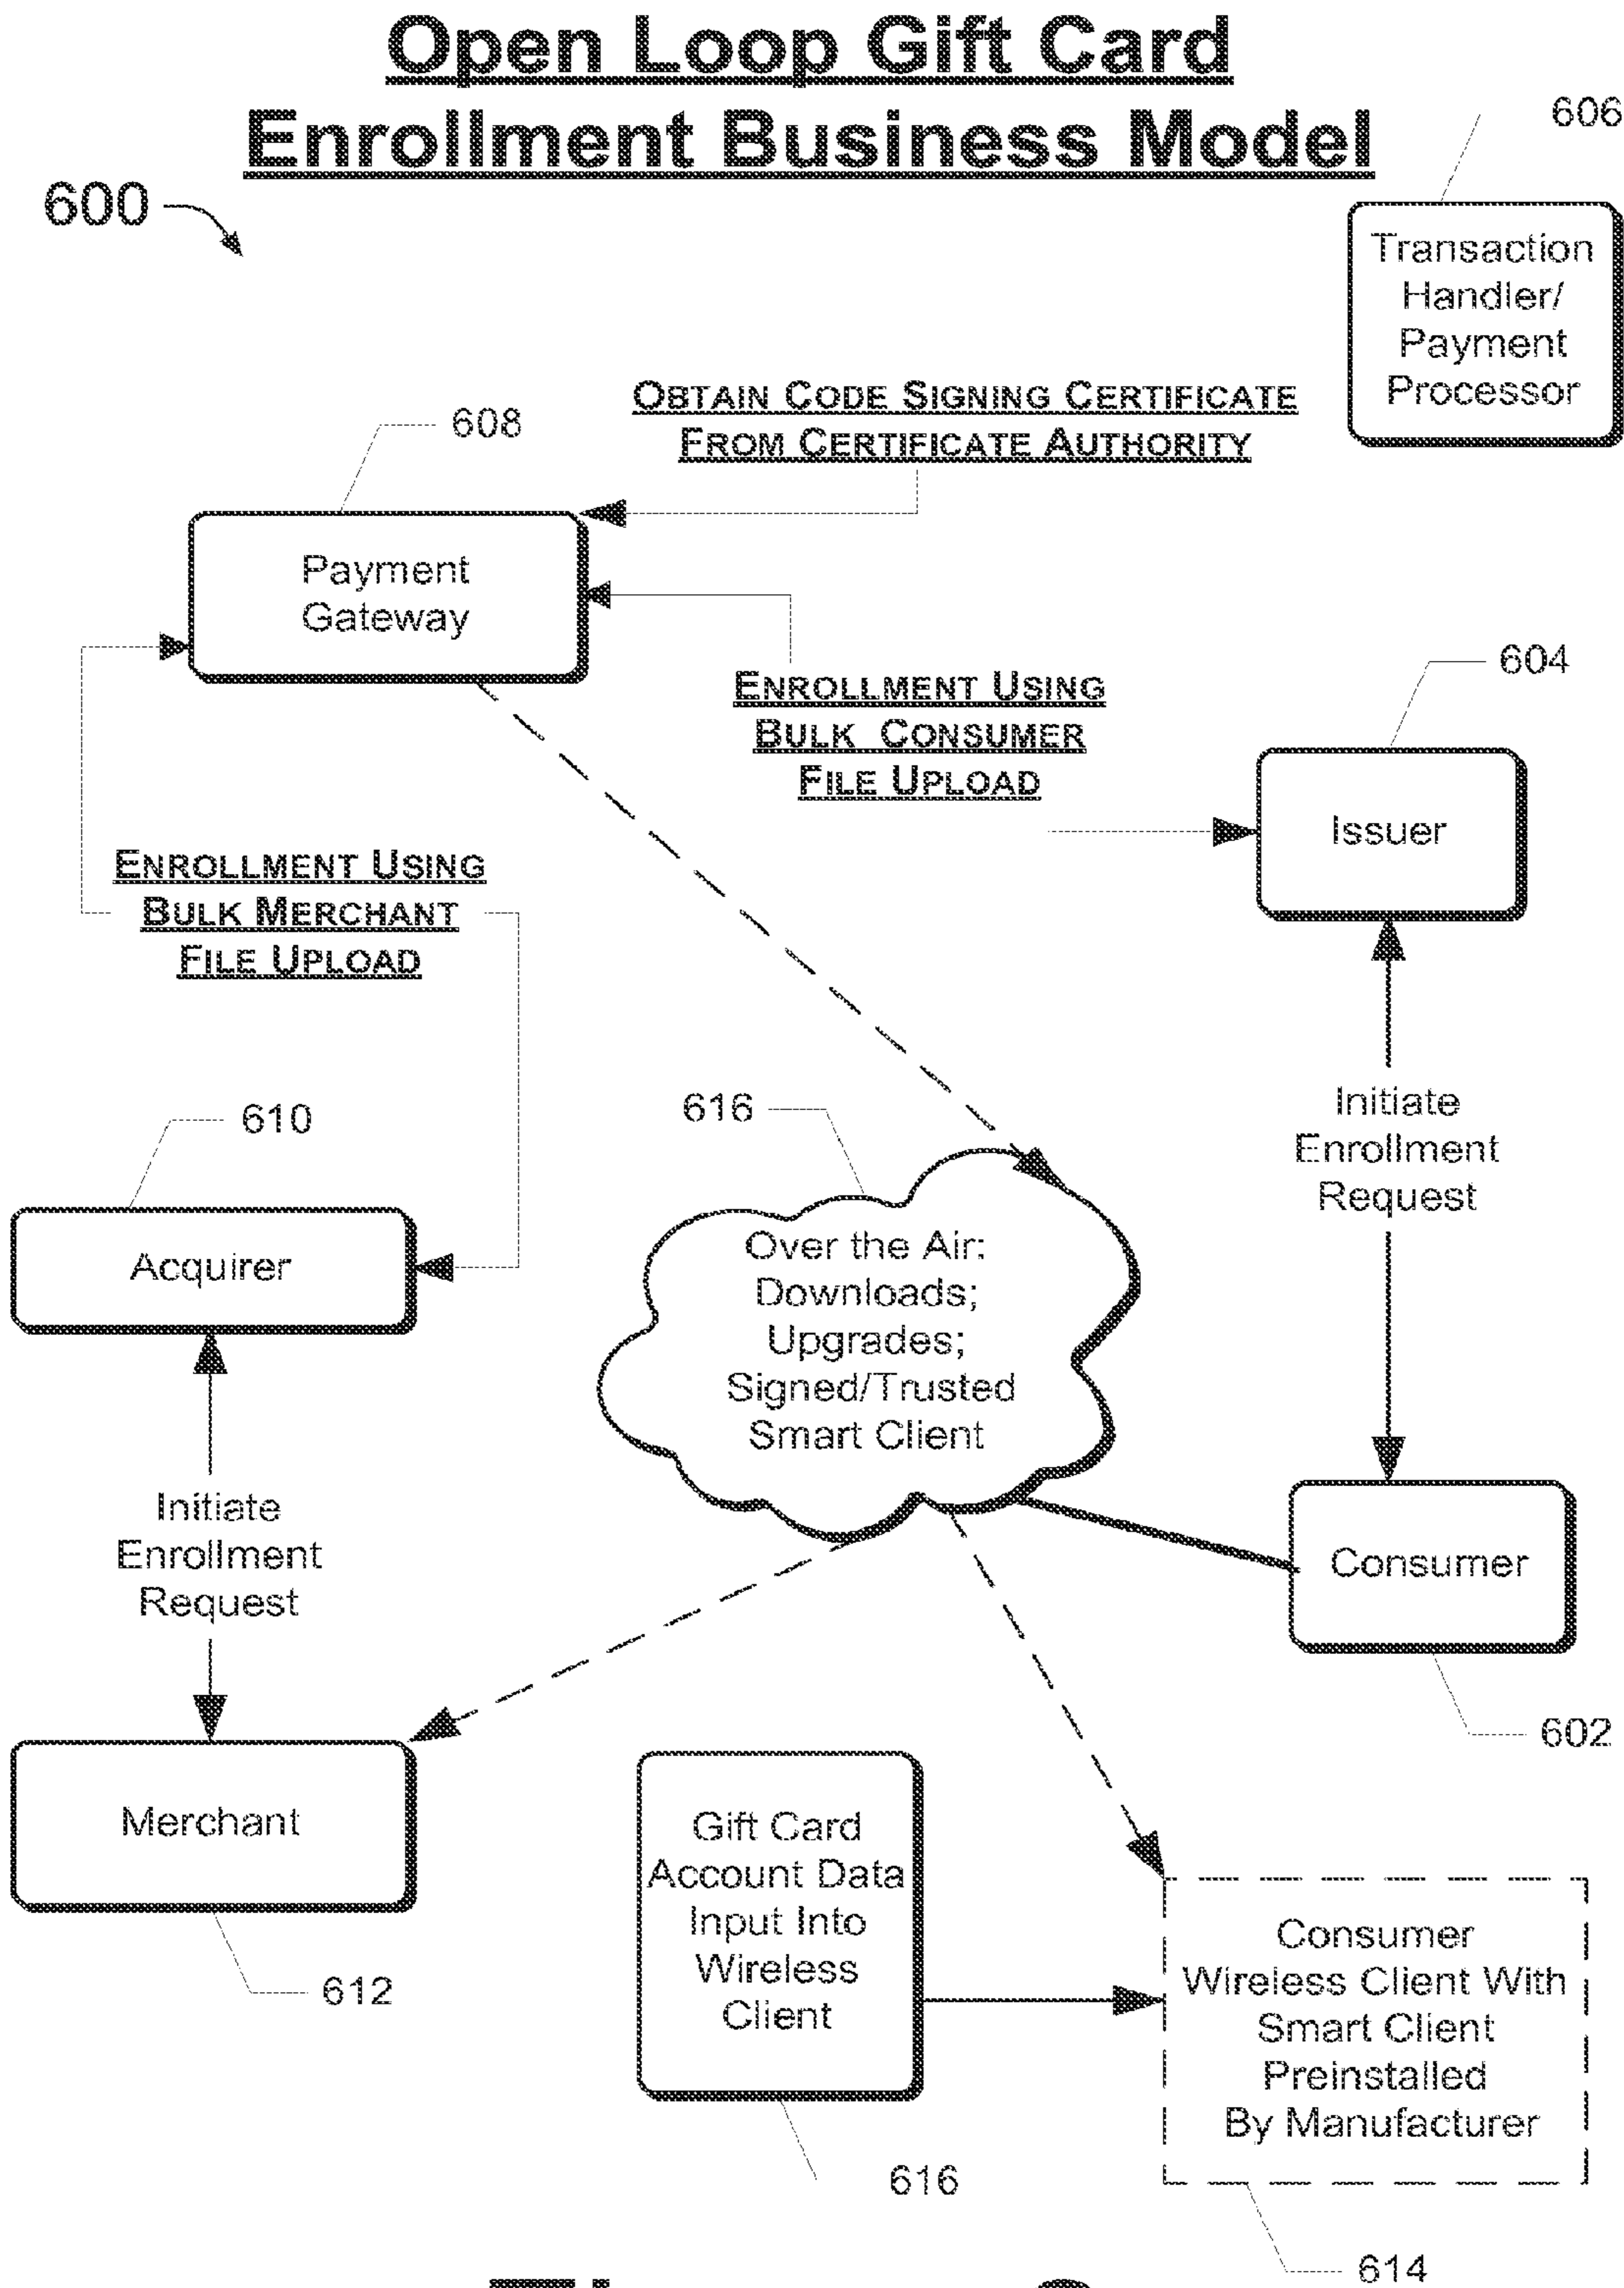 Open Loop Gift Card
Enrollment Business Model
606
600
Transaction
Handler/
Payment
Processor
OBTAIN CODE SIGNING CERTIFICATE
FROM CERTIFICATE AUTHORITY
608
Payment
Gateway
604
ENROLLMENT USING
BULK CONSUMER
FILE UPLOAD
Issuer
ENROLLMENT USING
BULK MERCHANT
FILE UPLOAD
610
616
Initiate
Enrollment
Request
Acquirer
Over the Air:
Downloads;
Upgrades;
Signed/Trusted
Smart Client
Initiate
Enrollment
Request
Consumer
602
Merchant
Gift Card
Account Data
Input Into
Wireless
Client
612
Consumer
Wireless Client With
Smart Client
Preinstalled
By Manufacturer
616
614